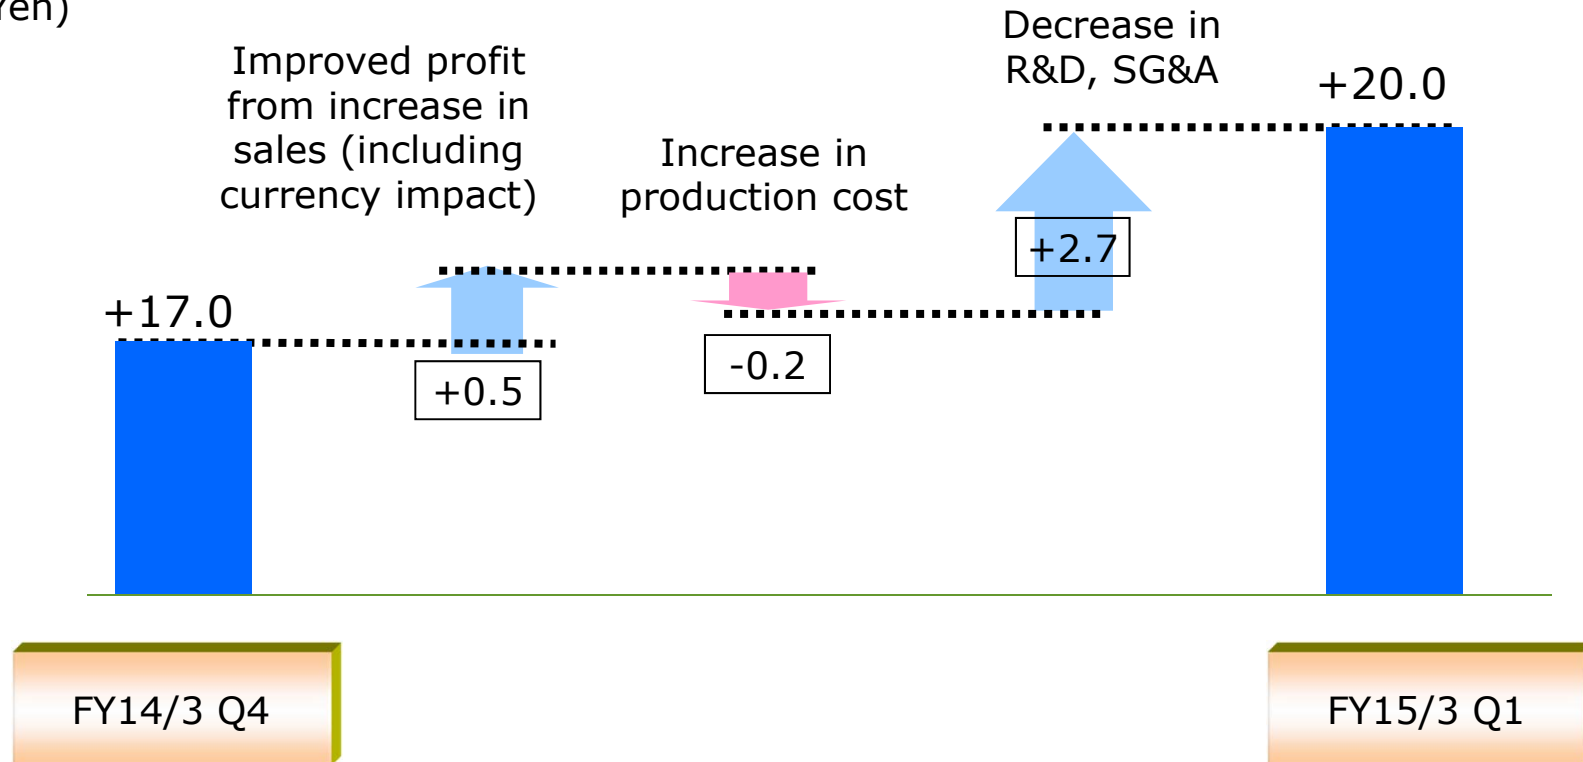 Yen)
Improved profit
from increase in
sales (including
currency impact)
Increase in
production cost
Decrease in
R&D, SG&A
+20.0
+17.0
+0.5
-0.2
+2.7
FY14/3 Q4
FY15/3 Q1